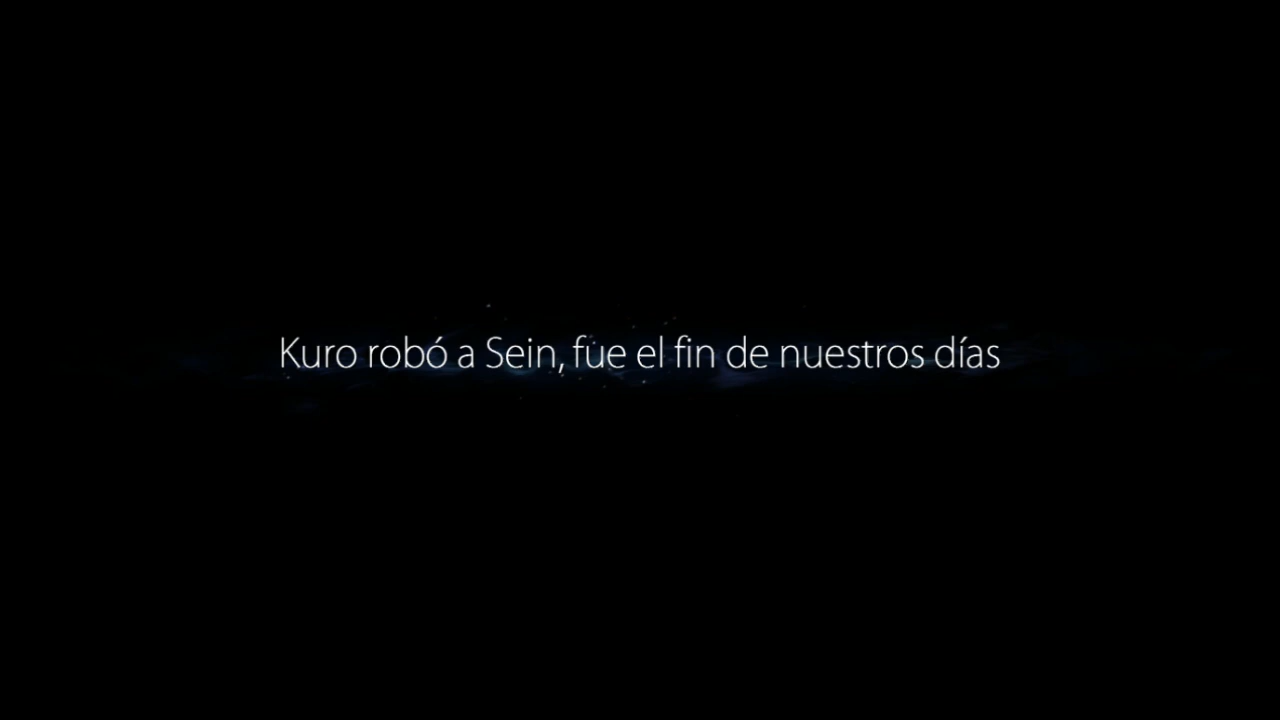 Kuro robó a Sein, fue el fin de nuestros días